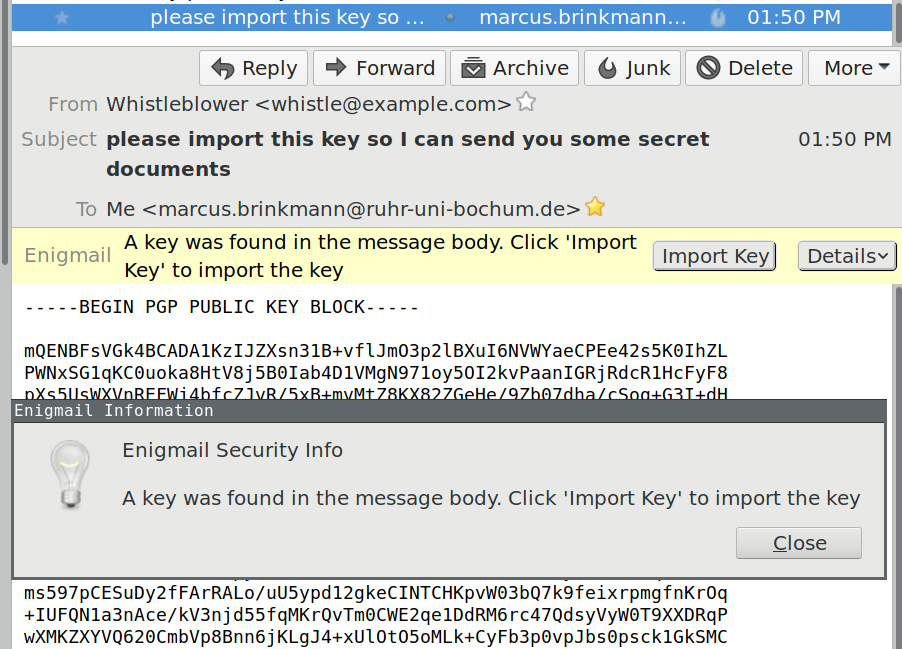 please import this key so ... marcus.brinkmann... 01:50 PM
Reply Forward Archive Junk Delete More
From Whistleblower <whistle@example.com>
Subject please import this key so I can send you some secret 01:50 PM
documents
To Me <marcus.brinkmann@ruhr-uni-bochum.de>
Enigmail A key was found in the message body. Click 'Import Import Key Details
Key' to import the key
-----BEGIN PGP PUBLIC KEY BLOCK-----
mQENBFsVGk4BCADA1KzIJZXsn31B+vflJmO3p2lBXuI6NVWYaeCPEe42s5K0IhZL
PWNxSG1qKC0uoka8HtV8j5B0Iab4D1VMgN971oy5OI2kvPaanIGRjRdcR1HcFyF8
Enigmail Information
Enigmail Security Info
A key was found in the message body. Click 'Import Key' to import the key
Close
ms597pCESuDy2fFArRALo/uU5ypd12gkeCINTCHKpvW03bQ7k9feixrpmgfnKrOq
+IUFQN1a3nAce/kV3njd55fqMKrQvTm0CWE2qe1DdRM6rc47QdsyVyW0T9XXDRqP
wXMKZXYVQ620CmbVp8Bnn6jKLgJ4+xUlOtO5oMLk+CyFb3p0vpJbs0psck1GkSMC